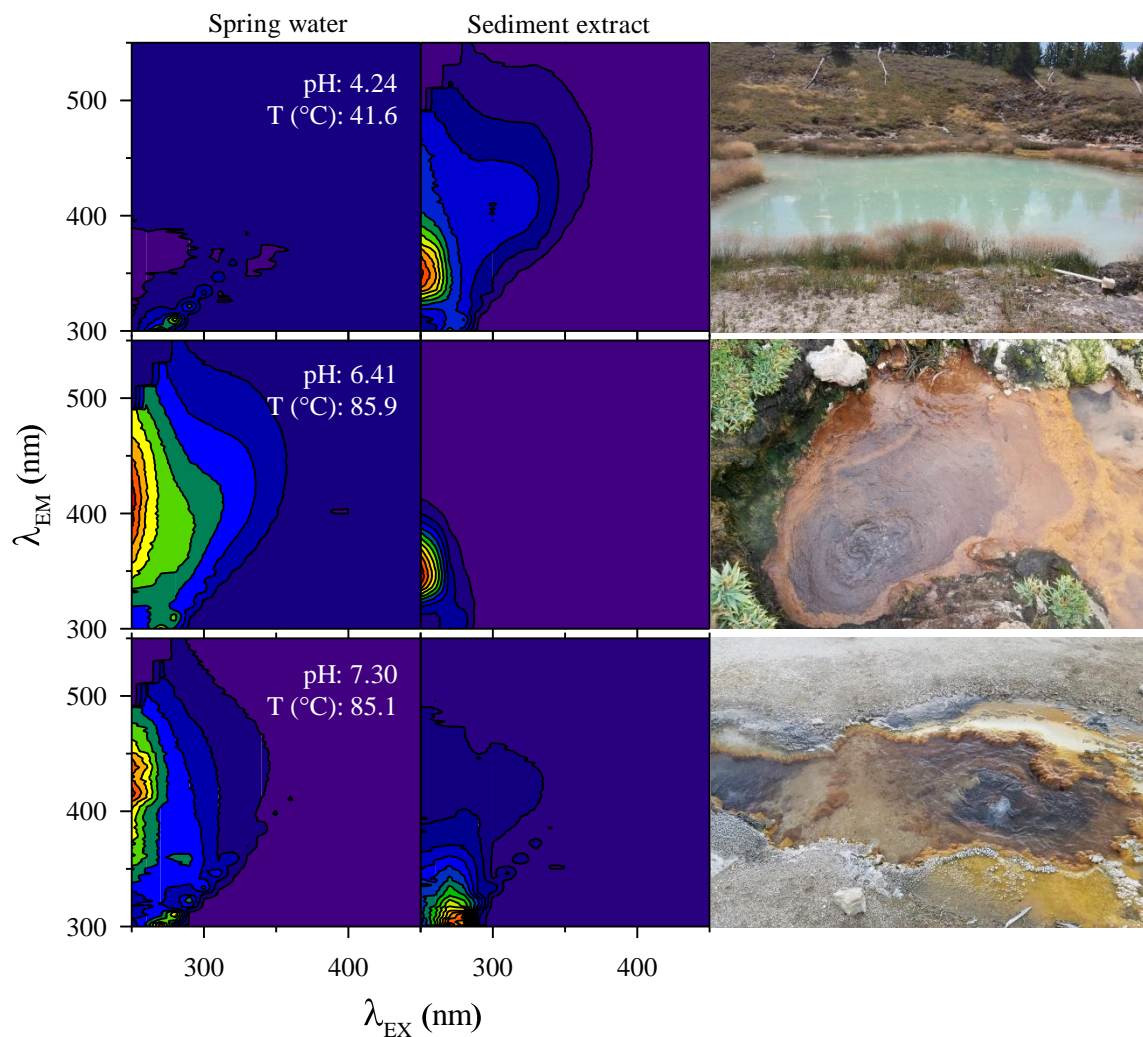 Spring water
Sediment extract
500
400
300
pH: 4.24
T (°C): 41.6
500
400
300
pH: 6.41
T (°C): 85.9
500
400
300
pH: 7.30
T (°C): 85.1
λEM (nm)
300
400
300
400
λEX (nm)